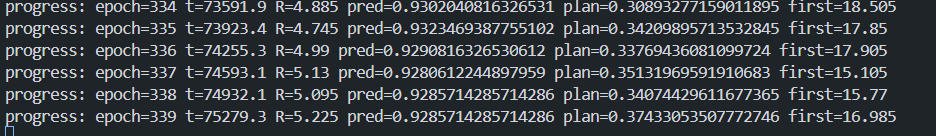 progress: epoch=334 t=73591.9 R=4.885 pred=0.9302040816326531 plan=0.30893277159011895 first=18.505
progress: epoch=335 t=73923.4 R=4.745 pred=0.9323469387755102 plan=0.34209895713532845 first=17.85
progress: epoch=336 t=74255.3 R=4.99 pred=0.9290816326530612 plan=0.33769436081099724 first=17.905
progress: epoch=337 t=74593.1 R=5.13 pred=0.9280612244897959 plan=0.35131969591910683 first=15.105
progress: epoch=338 t=74932.1 R=5.095 pred=0.9285714285714286 plan=0.34074429611677365 first=15.77
progress: epoch=339 t=75279.3 R=5.225 pred=0.9285714285714286 plan=0.37433053507772746 first=16.985